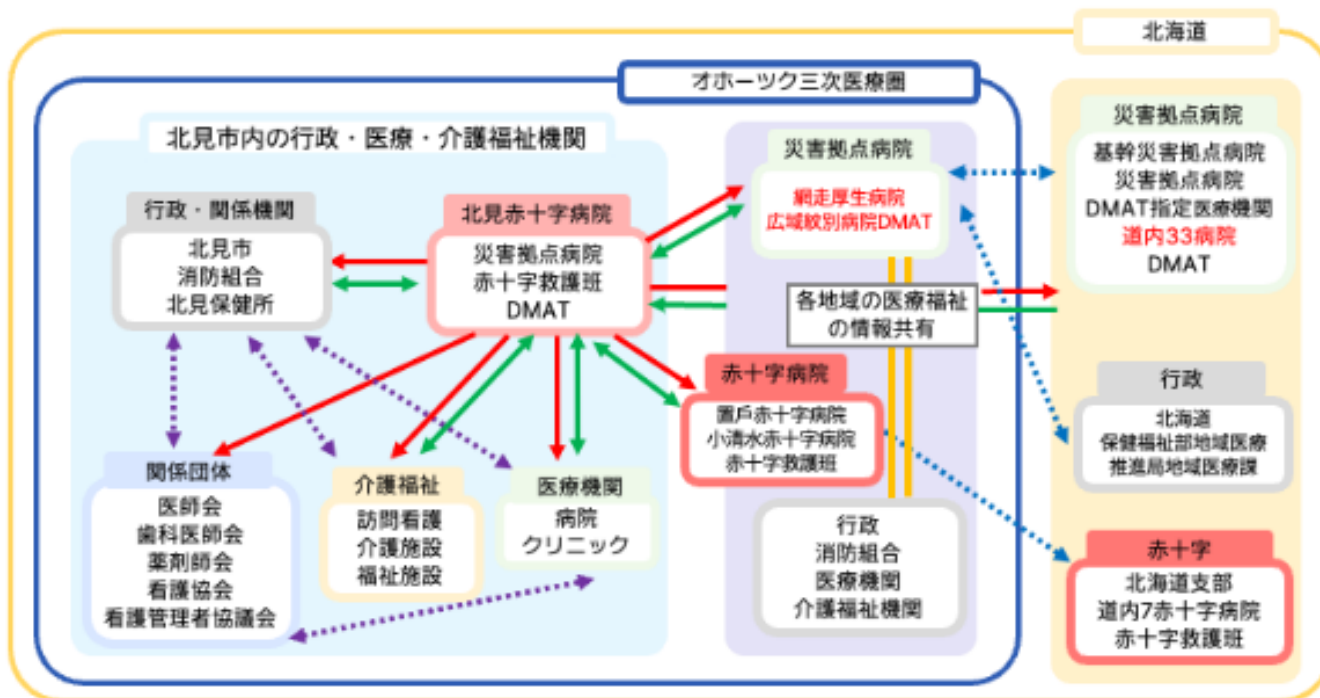 北海道
オホーツク三次医療圏
北見市内の行政・医療・介護福祉機関
行政・関係機関
北見市
消防組合
北見保健所
北見赤十字病院
災害拠点病院
赤十字救護班
DMAT
関係団体
医師会
歯科医師会
薬剤師会
看護協会
看護管理者協議会
介護福祉
訪問看護
介護施設
福祉施設
医療機関
病院
クリニック
災害拠点病院
網走厚生病院
広域紋別病院DMAT
各地域の医療福祉
の情報共有
赤十字病院
置戸赤十字病院
小清水赤十字病院
赤十字救護班
行政
消防組合
医療機関
介護福祉機関
災害拠点病院
基幹災害拠点病院
災害拠点病院
DMAT指定医療機関
道内33病院
DMAT
行政
北海道
保健福祉部地域医療
推進局地域医療課
赤十字
北海道支部
道内7赤十字病院
赤十字救護班